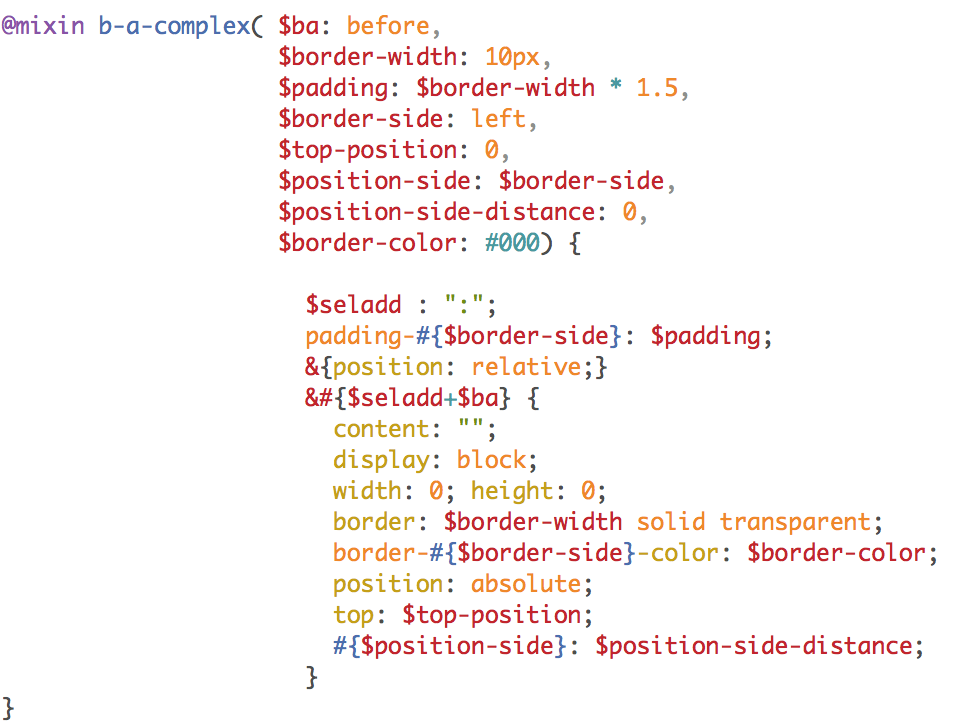 @mixin b-a-complex( $ba: before,
$border-width: 10px,
$padding: $border-width * 1.5,
$border-side: left,
$top-position: 0,
$position-side: $border-side,
$position-side-distance: 0,
$border-color: #000) {
$seladd : ":";
padding-#{$border-side}: $padding;
&{position: relative;}
&#{$seladd+$ba} {
content: "";
display: block;
width: 0; height: 0;
border: $border-width solid transparent;
border-#{$border-side}-color: $border-color;
position: absolute;
top: $top-position;
#{$position-side}: $position-side-distance;
}
}